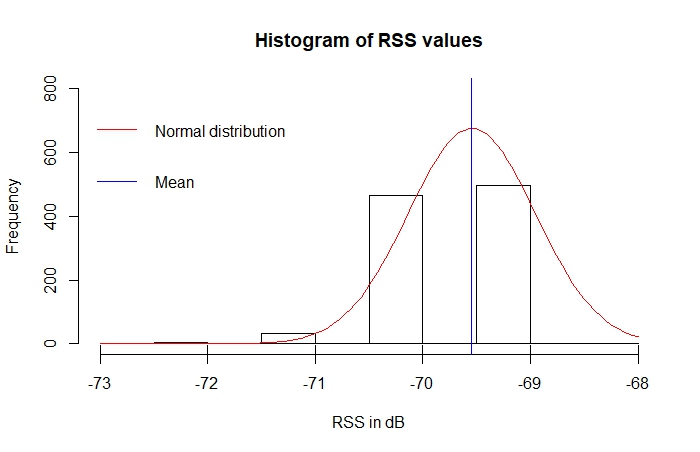 Histogram of RSS values
800
600
400
200
0
Frequency
Normal distribution
Mean
-73 -72 -71 -70 -69 -68
RSS in dB